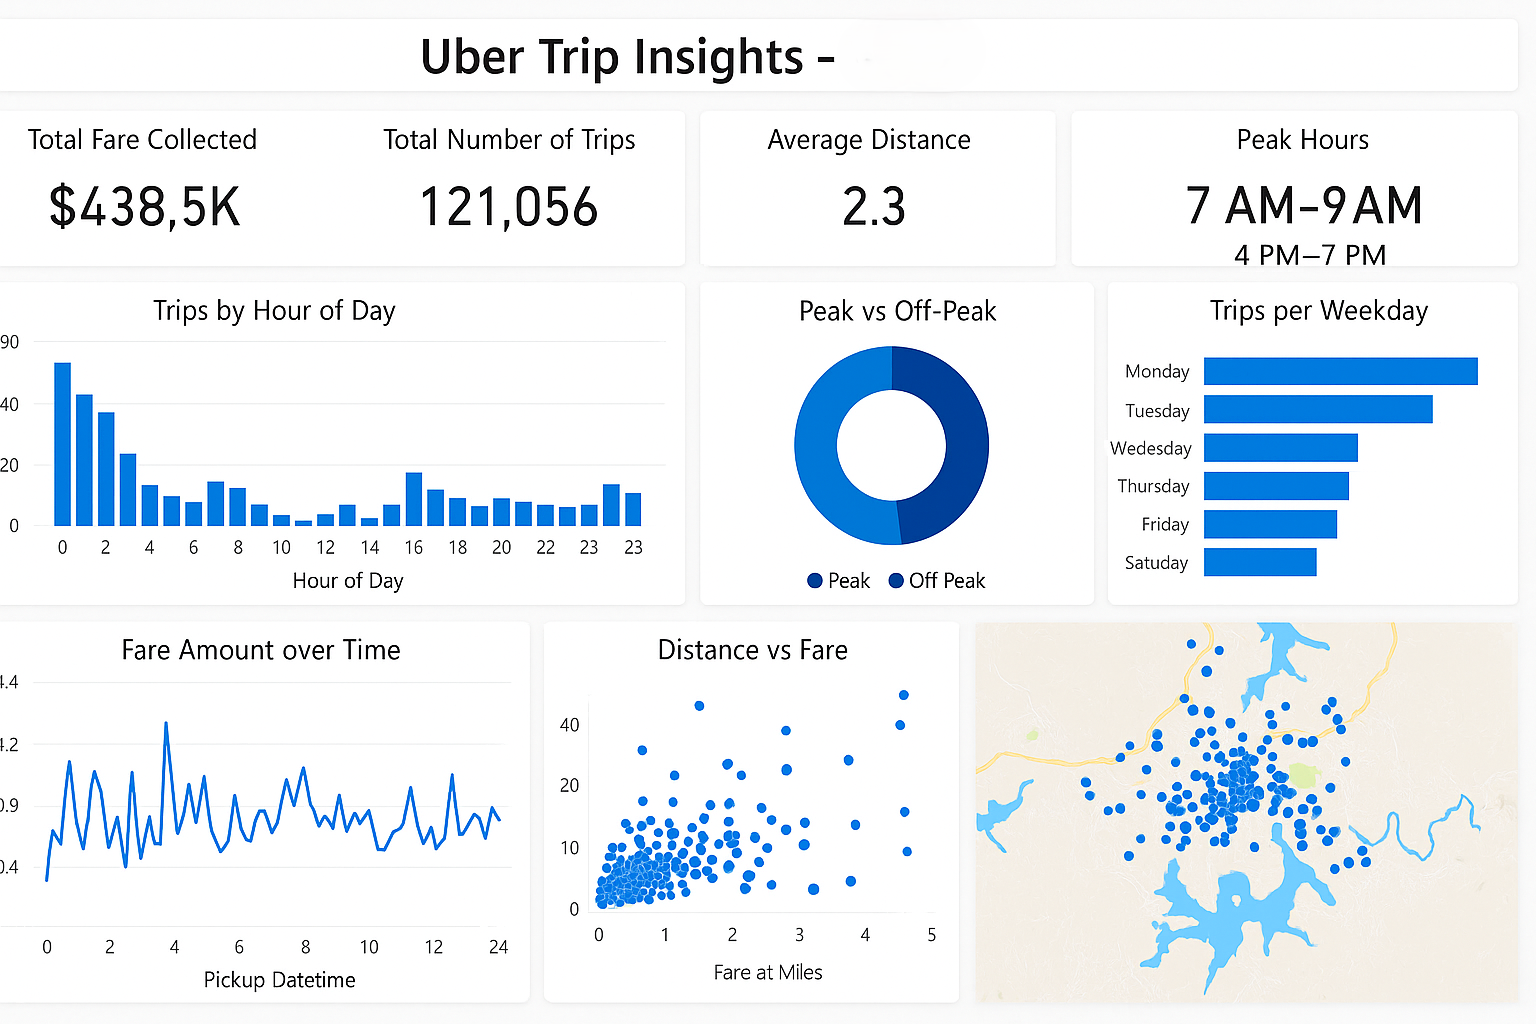 Uber Trip Insights –
Total Fare Collected
$438,5K
Total Number of Trips
121,056
Average Distance
2.3
Peak Hours
7 AM–9 AM
4 PM–7 PM
Trips by Hour of Day
90
40
20
0
0 2 4 6 8 10 12 14 16 18 20 22 23 23
Hour of Day
Peak vs Off-Peak
Peak Off Peak
Trips per Weekday
Monday
Tuesday
Wedesday
Thursday
Friday
Satuday
Fare Amount over Time
4.4
4.2
0.9
0.4
0 2 4 6 8 10 12 24
Pickup Datetime
Distance vs Fare
40
20
10
0
0 1 2 3 4 5
Fare at Miles